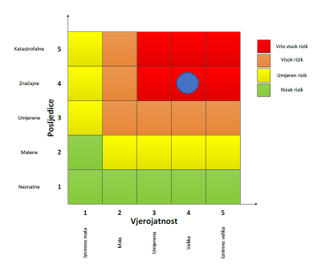 Posljedice
Katastrofalne 5
Značajne 4
Umjerene 3
Malene 2
Neznatne 1
1 2 3 4 5
Vjerojatnost
Iznimno mala
Mala
Umjerena
Velika
Iznimno velika
Vrlo visok rizik
Visok rizik
Umjeren rizik
Nizak rizik